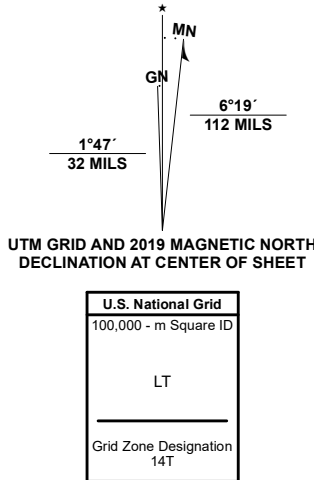 ★
MN
GN
6°19´
112 MILS
1°47´
32 MILS
UTM GRID AND 2019 MAGNETIC NORTH
DECLINATION AT CENTER OF SHEET
U.S. National Grid
100,000 - m Square ID
LT
Grid Zone Designation
14T